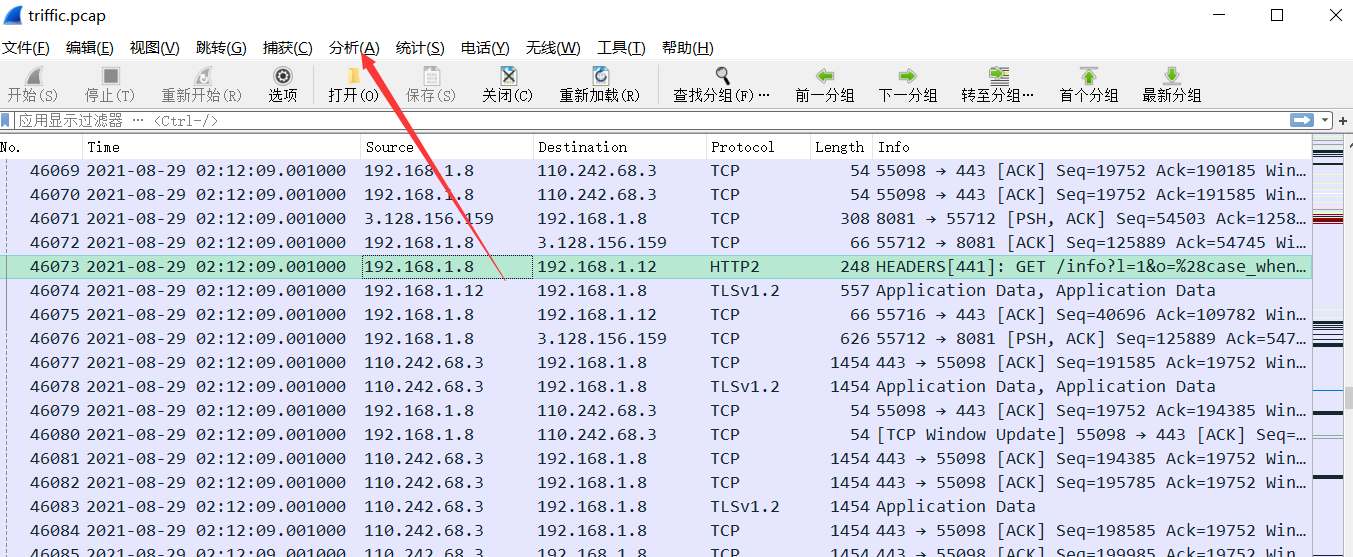 triffic.pcap
文件(F) 编辑(E) 视图(V) 跳转(G) 捕获(C) 分析(A) 统计(S) 电话(Y) 无线(W) 工具(T) 帮助(H)
开始(S) 停止(T) 重新开始(R) 选项 打开(O) 保存(S) 关闭(C) 重新加载(R) 查找分组(F)… 前一分组 下一分组 转至分组… 首个分组 最新分组
应用显示过滤器 … <Ctrl-/>
No. Time Source Destination Protocol Length Info
46069 2021-08-29 02:12:09.001000 192.168.1.8 110.242.68.3 TCP 54 55098 → 443 [ACK] Seq=19752 Ack=190185 Win…
46070 2021-08-29 02:12:09.001000 192.168.1.8 110.242.68.3 TCP 54 55098 → 443 [ACK] Seq=19752 Ack=191585 Win…
46071 2021-08-29 02:12:09.001000 3.128.156.159 192.168.1.8 TCP 308 8081 → 55712 [PSH, ACK] Seq=54503 Ack=1258…
46072 2021-08-29 02:12:09.001000 192.168.1.8 3.128.156.159 TCP 66 55712 → 8081 [ACK] Seq=125889 Ack=54745 Wi…
46073 2021-08-29 02:12:09.001000 192.168.1.8 192.168.1.12 HTTP2 248 HEADERS[441]: GET /info?l=1&o=%28case_when…
46074 2021-08-29 02:12:09.001000 192.168.1.12 192.168.1.8 TLSv1.2 557 Application Data, Application Data
46075 2021-08-29 02:12:09.001000 192.168.1.8 192.168.1.12 TCP 66 55716 → 443 [ACK] Seq=40696 Ack=109782 Win…
46076 2021-08-29 02:12:09.001000 192.168.1.8 3.128.156.159 TCP 626 55712 → 8081 [PSH, ACK] Seq=125889 Ack=547…
46077 2021-08-29 02:12:09.001000 110.242.68.3 192.168.1.8 TCP 1454 443 → 55098 [ACK] Seq=191585 Ack=19752 Win…
46078 2021-08-29 02:12:09.001000 110.242.68.3 192.168.1.8 TLSv1.2 1454 Application Data, Application Data
46079 2021-08-29 02:12:09.001000 192.168.1.8 110.242.68.3 TCP 54 55098 → 443 [ACK] Seq=19752 Ack=194385 Win…
46080 2021-08-29 02:12:09.001000 192.168.1.8 110.242.68.3 TCP 54 [TCP Window Update] 55098 → 443 [ACK] Seq=…
46081 2021-08-29 02:12:09.001000 110.242.68.3 192.168.1.8 TCP 1454 443 → 55098 [ACK] Seq=194385 Ack=19752 Win…
46082 2021-08-29 02:12:09.001000 110.242.68.3 192.168.1.8 TCP 1454 443 → 55098 [ACK] Seq=195785 Ack=19752 Win…
46083 2021-08-29 02:12:09.001000 110.242.68.3 192.168.1.8 TLSv1.2 1454 Application Data
46084 2021-08-29 02:12:09.001000 110.242.68.3 192.168.1.8 TCP 1454 443 → 55098 [ACK] Seq=198585 Ack=19752 Win…
46085 2021-08-29 02:12:09.001000 110.242.68.3 192.168.1.8 TCP 1454 443 → 55098 [ACK] Seq=199985 Ack=19752 Win…